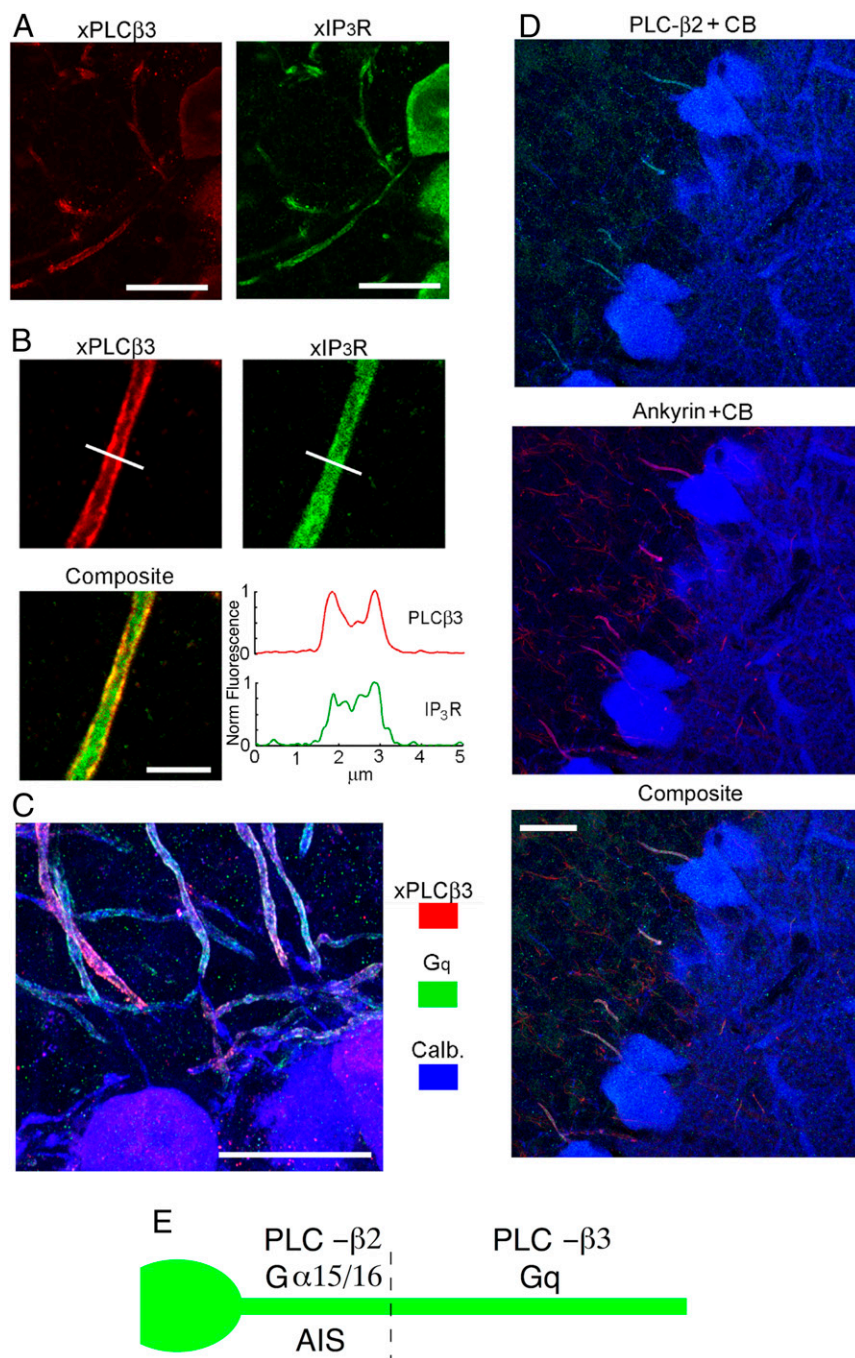 A
xPLCβ3
xIP₃R
B
xPLCβ3
xIP₃R
Composite
Norm Fluorescence
1
0
1
0
PLCβ3
IP₃R
0 1 2 3 4 5
μm
C
xPLCβ3
Gq
Calb.
D
PLC-β2 + CB
Ankyrin+CB
Composite
E
PLC -β2
PLC -β3
Gα15/16
Gq
AIS